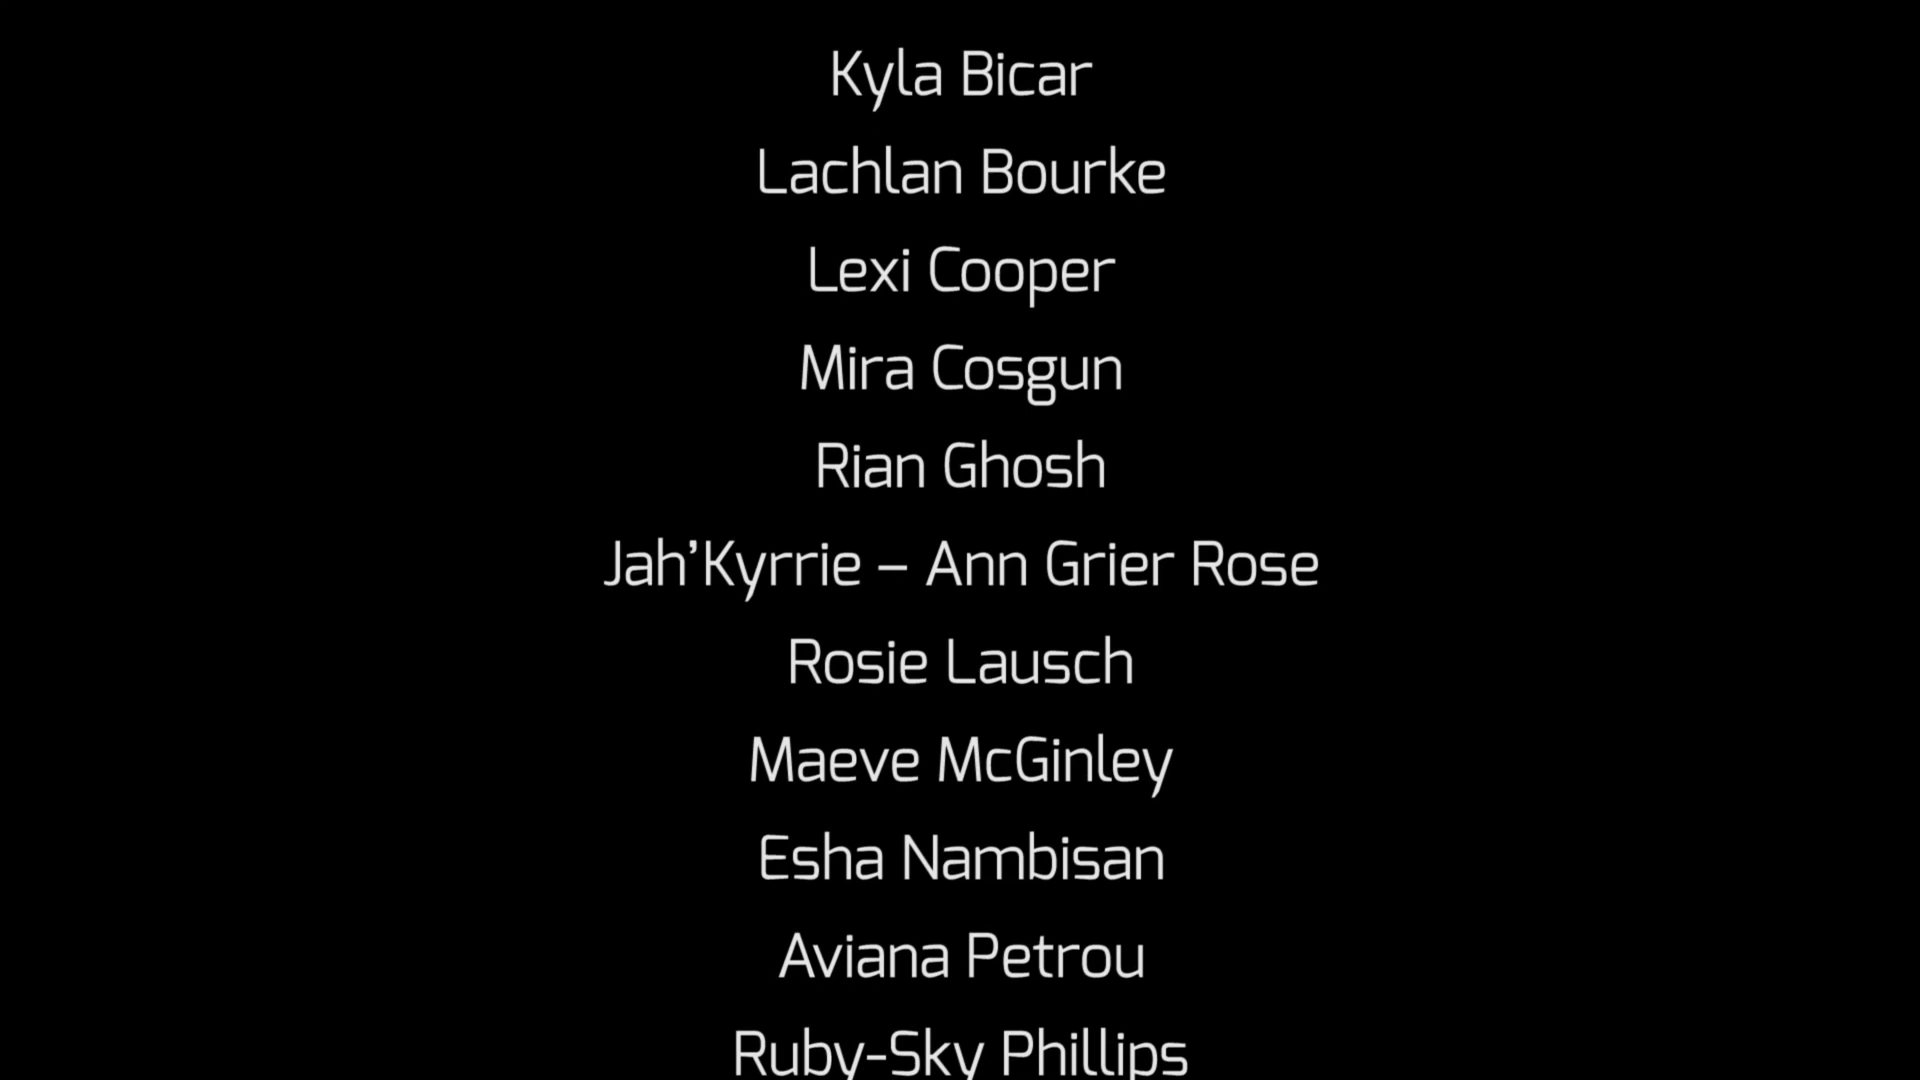 Kyla Bicar
Lachlan Bourke
Lexi Cooper
Mira Cosgun
Rian Ghosh
Jah’Kyrrie – Ann Grier Rose
Rosie Lausch
Maeve McGinley
Esha Nambisan
Aviana Petrou
Ruby-Sky Phillips